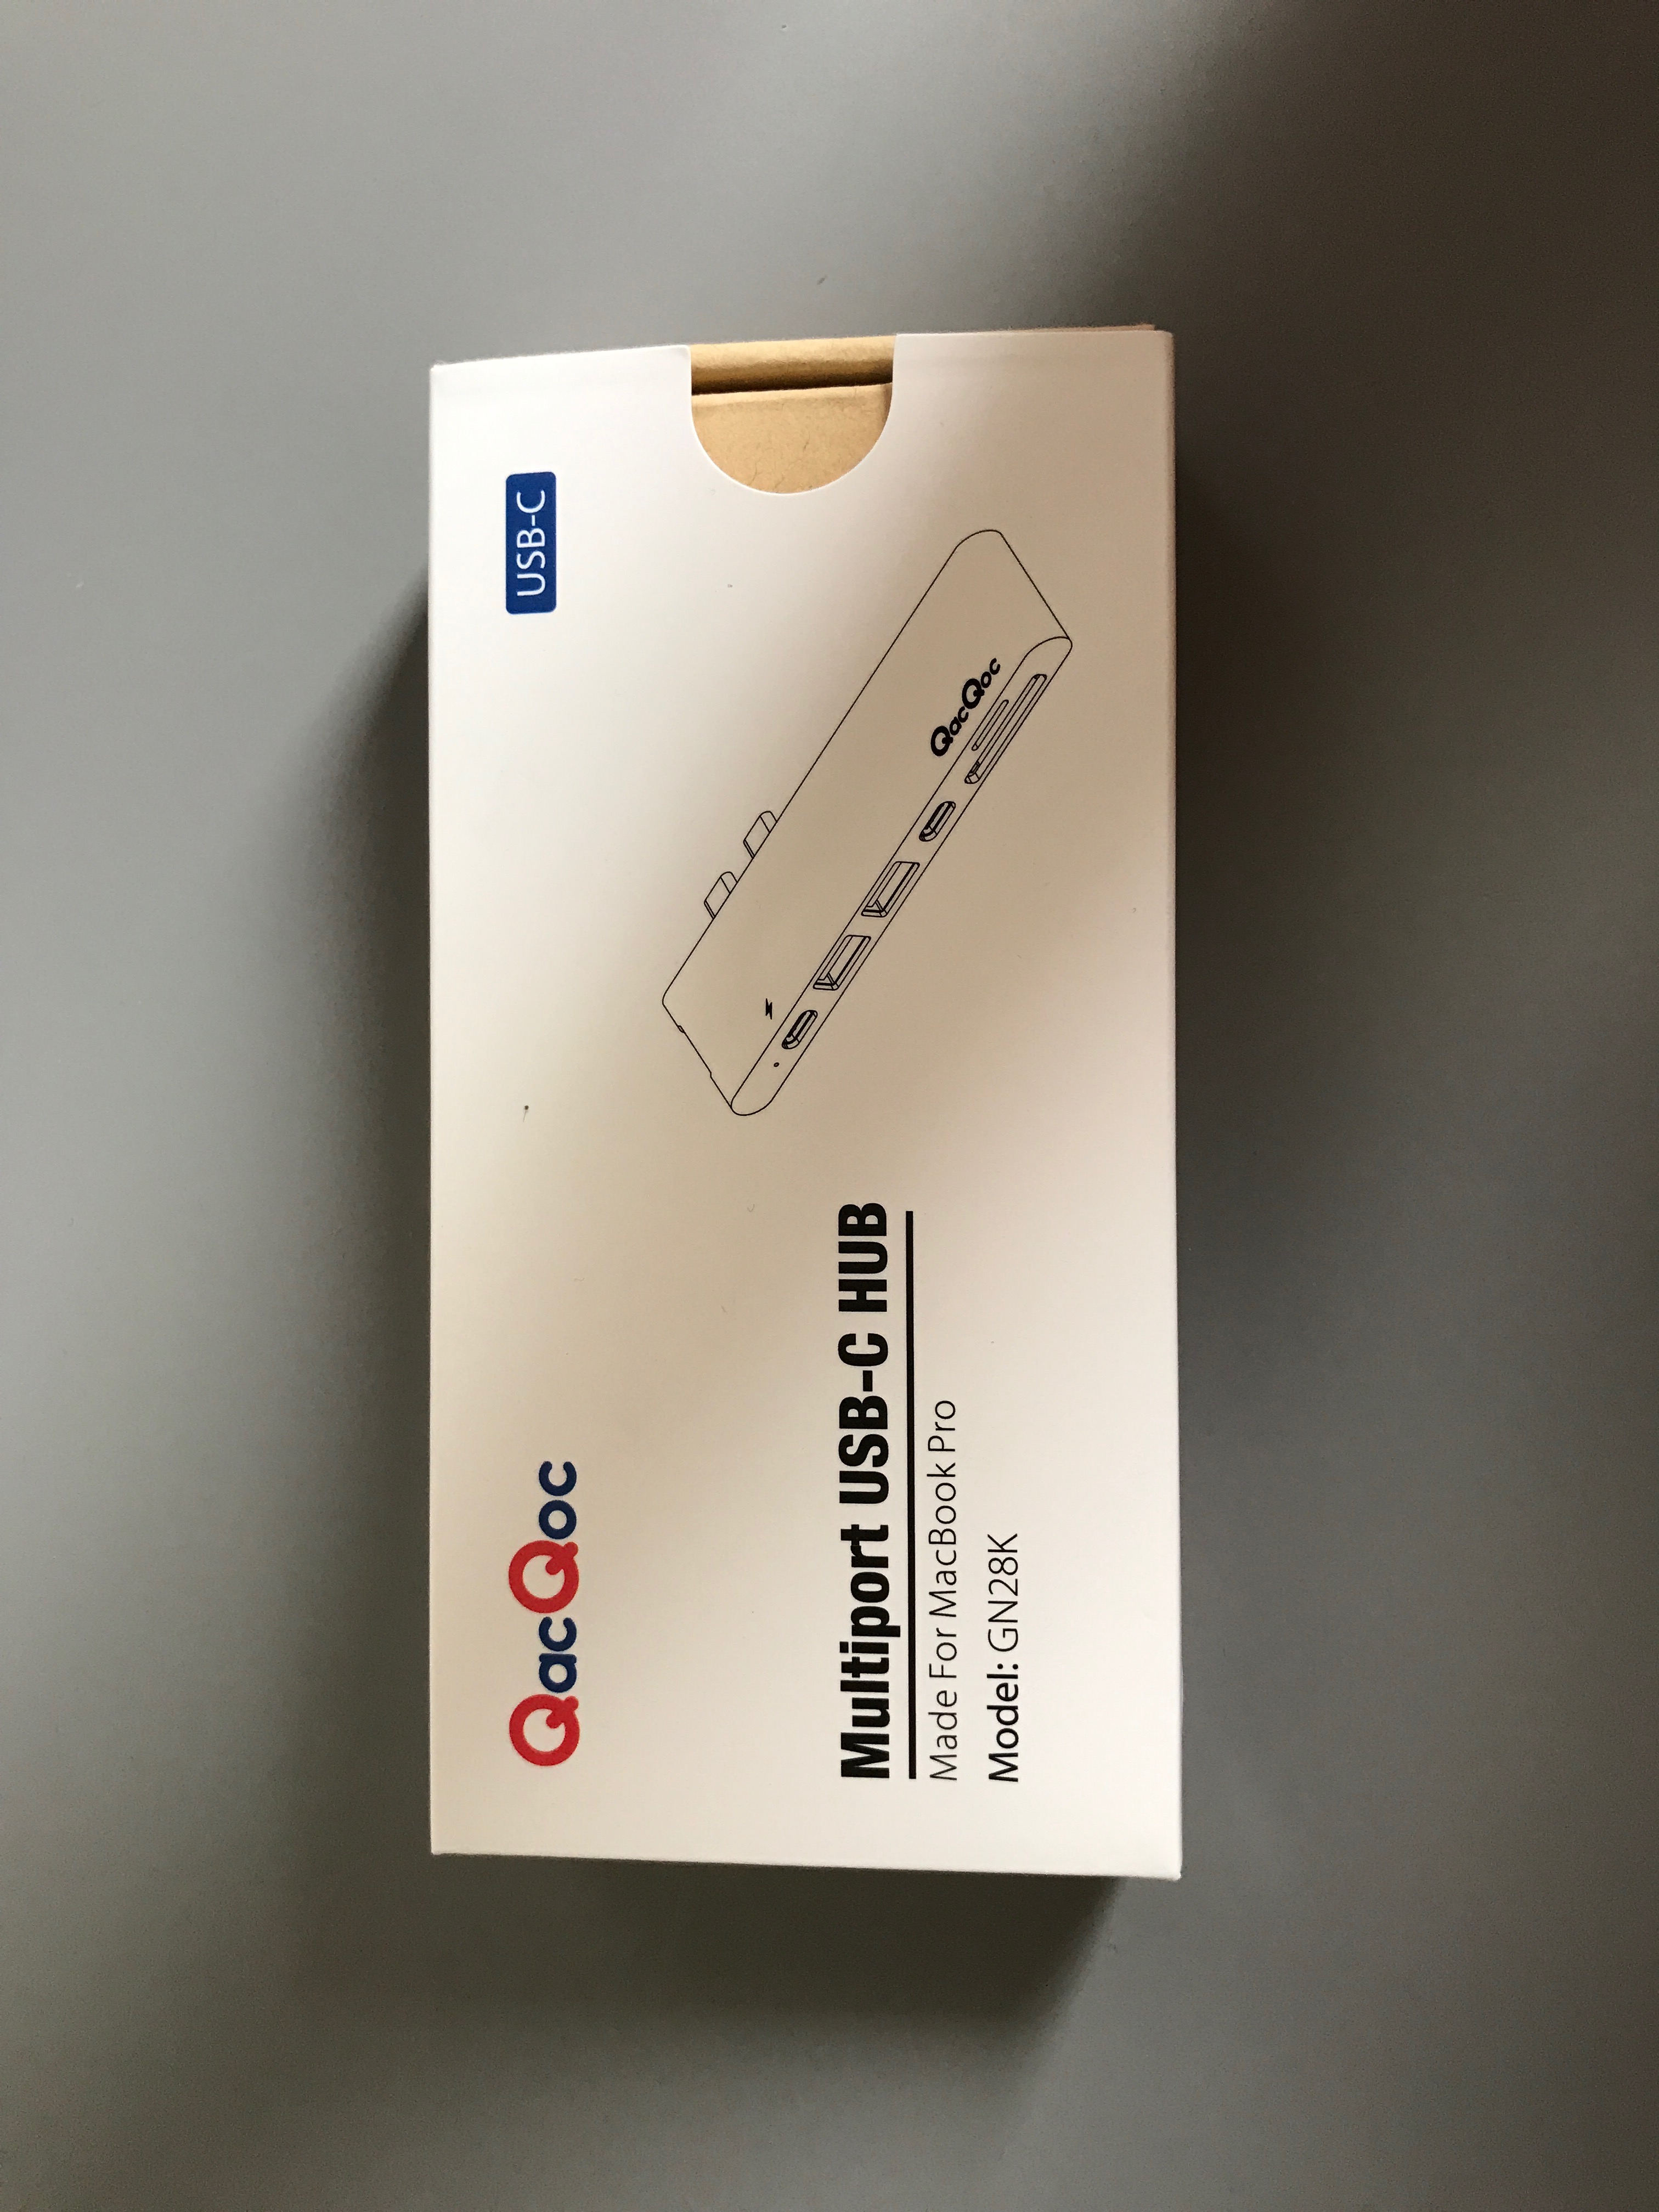 QacQoc
USB-C
QacQoc
Multiport USB-C HUB
Made For MacBook Pro
Model: GN28K